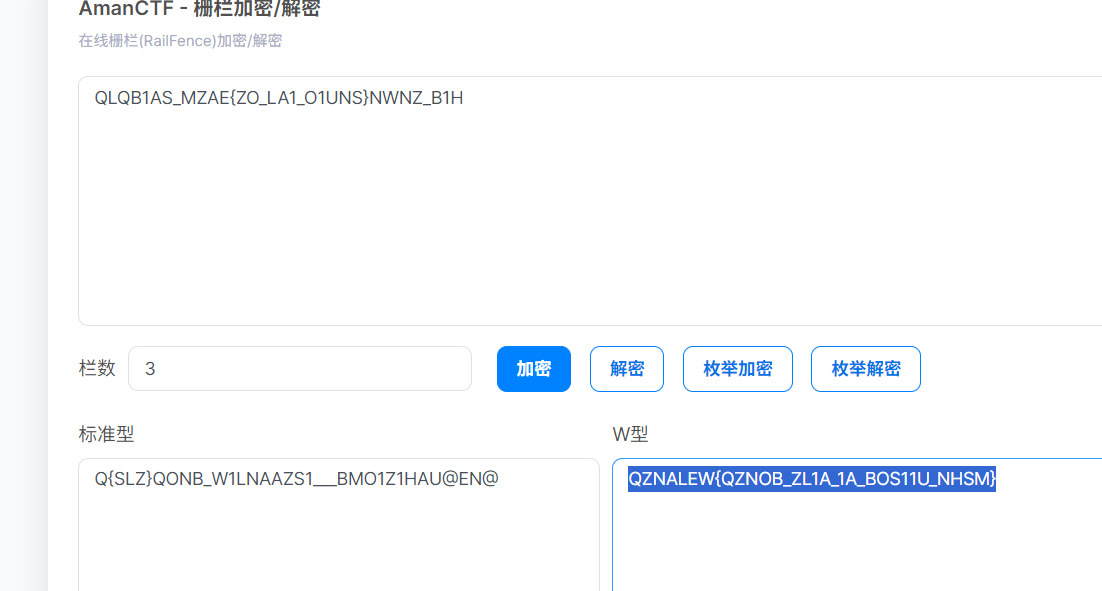 AmanCTF - 栅栏加密/解密
在线栅栏(RailFence)加密/解密
QLQB1AS_MZAE{ZO_LA1_O1UNS}NWNZ_B1H
栏数 3 加密 解密 枚举加密 枚举解密
标准型 W型
Q{SLZ}QONB_W1LNAAZS1___BMO1Z1HAU@EN@ QZNALEW{QZNOB_ZL1A_1A_BOS11U_NHSM}